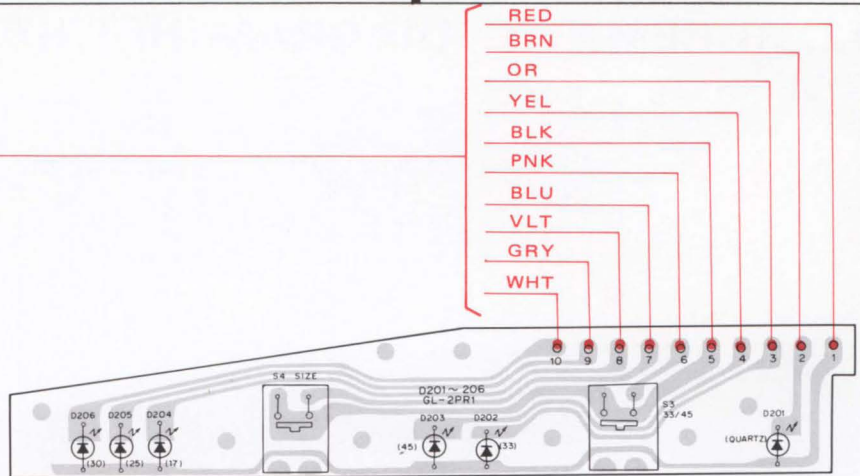 RED
BRN
OR
YEL
BLK
PNK
BLU
VLT
GRY
WHT
10 9 8 7 6 5 4 3 2 1
S4 SIZE
D201~206
GL-2PR1
S3
33/45
D206 D205 D204
D203 D202
D201
(30) (25) (17)
(45) (33)
(QUARTZ)